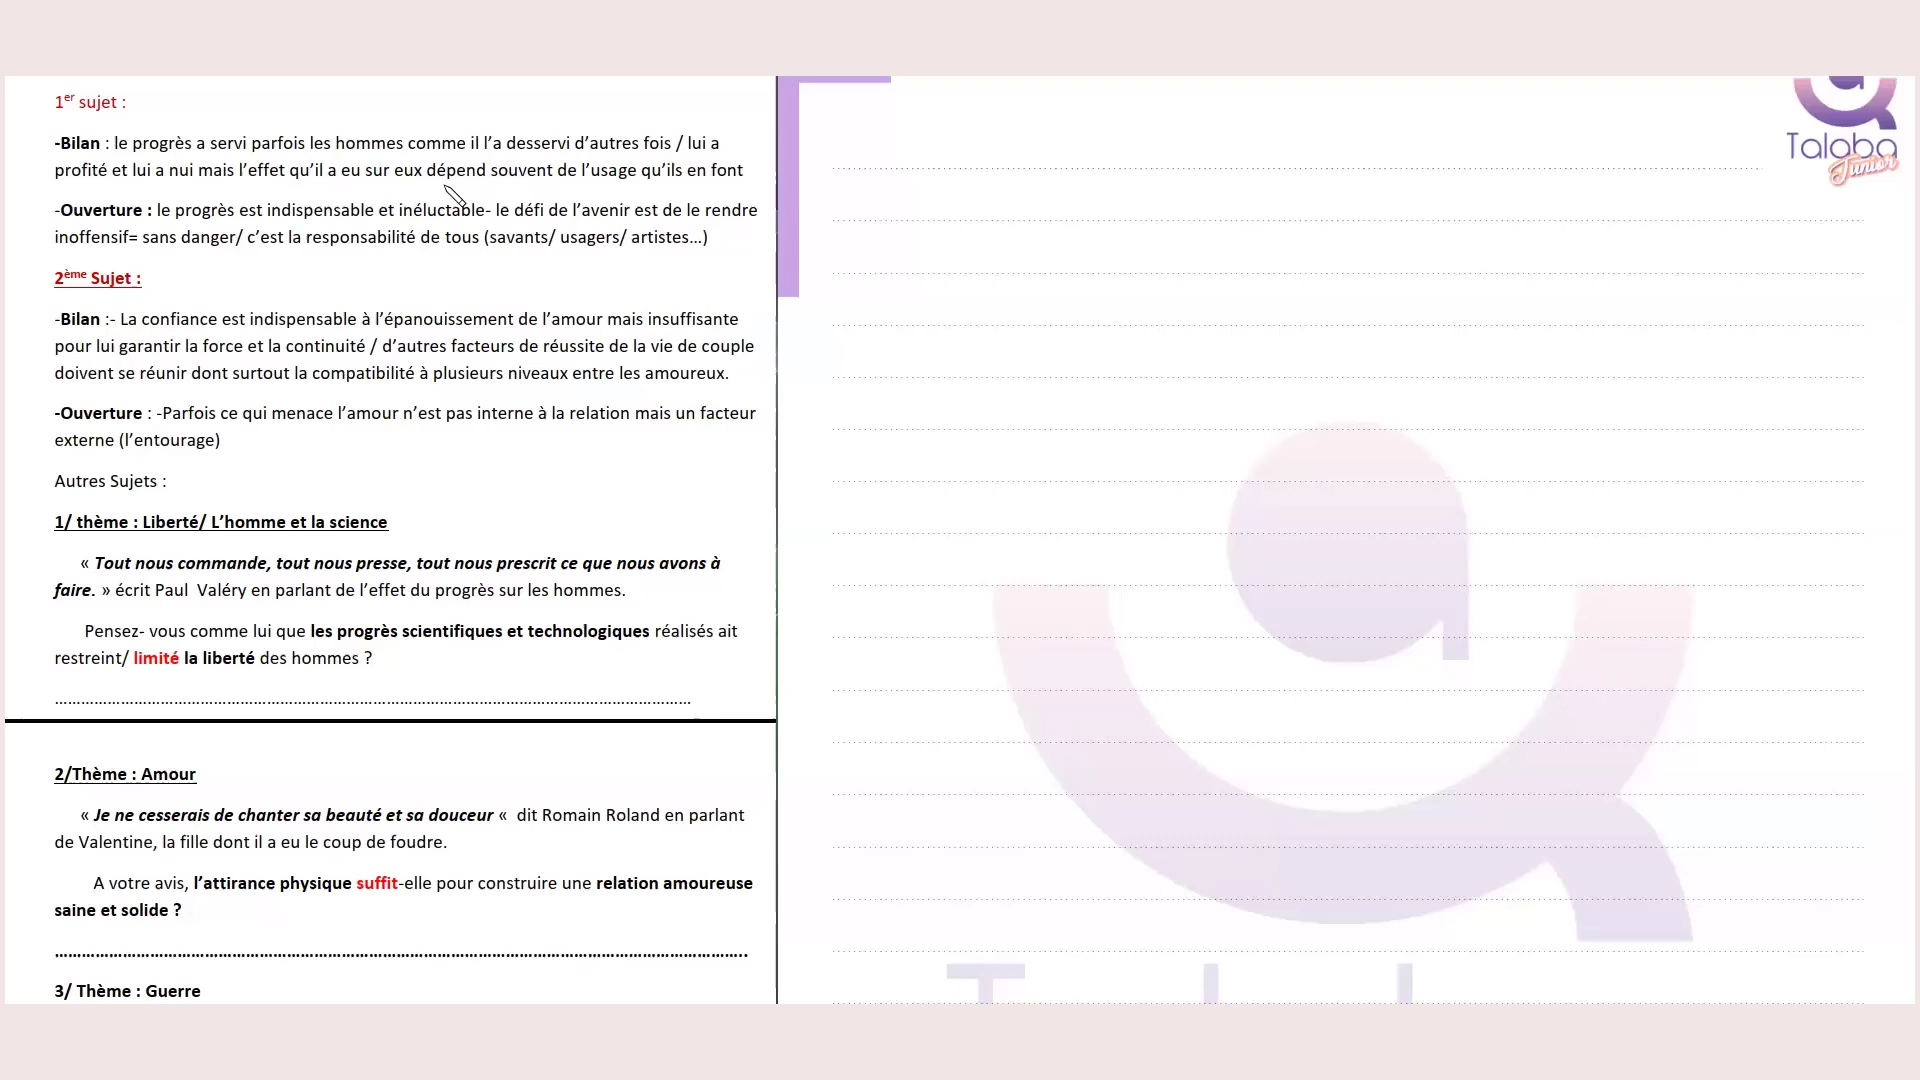 1er sujet :
-Bilan : le progrès a servi parfois les hommes comme il l’a desservi d’autres fois / lui a
profité et lui a nui mais l’effet qu’il a eu sur eux dépend souvent de l’usage qu’ils en font
-Ouverture : le progrès est indispensable et inéluctable- le défi de l’avenir est de le rendre
inoffensif= sans danger/ c’est la responsabilité de tous (savants/ usagers/ artistes…)
2ème Sujet :
-Bilan :- La confiance est indispensable à l’épanouissement de l’amour mais insuffisante
pour lui garantir la force et la continuité / d’autres facteurs de réussite de la vie de couple
doivent se réunir dont surtout la compatibilité à plusieurs niveaux entre les amoureux.
-Ouverture : -Parfois ce qui menace l’amour n’est pas interne à la relation mais un facteur
externe (l’entourage)
Autres Sujets :
1/ thème : Liberté/ L’homme et la science
« Tout nous commande, tout nous presse, tout nous prescrit ce que nous avons à
faire. » écrit Paul Valéry en parlant de l’effet du progrès sur les hommes.
Pensez- vous comme lui que les progrès scientifiques et technologiques réalisés ait
restreint/ limité la liberté des hommes ?
2/Thème : Amour
« Je ne cesserais de chanter sa beauté et sa douceur « dit Romain Roland en parlant
de Valentine, la fille dont il a eu le coup de foudre.
A votre avis, l’attirance physique suffit-elle pour construire une relation amoureuse
saine et solide ?
3/ Thème : Guerre
Talaba
Junior